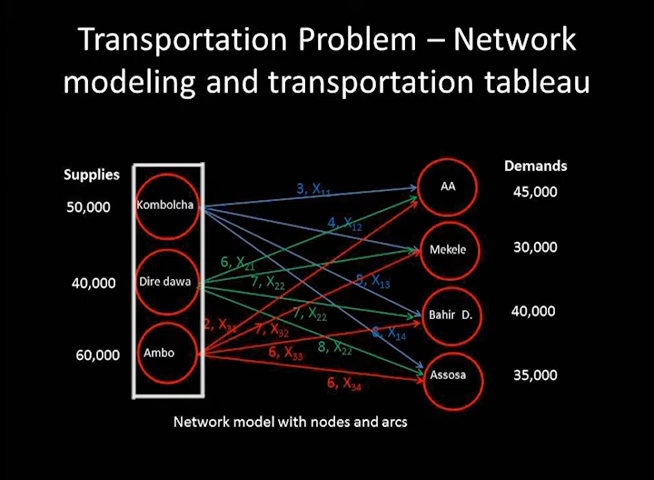 Transportation Problem – Network
modeling and transportation tableau
Supplies
Demands
50,000
Kombolcha
3, X11
AA
45,000
4, X12
6, X21
Mekele
30,000
40,000
Dire dawa
7, X22
5, X13
7, X22
Bahir D.
40,000
2, X31
7, X32
8, X14
60,000
Ambo
6, X33
8, X22
Assosa
35,000
6, X34
Network model with nodes and arcs